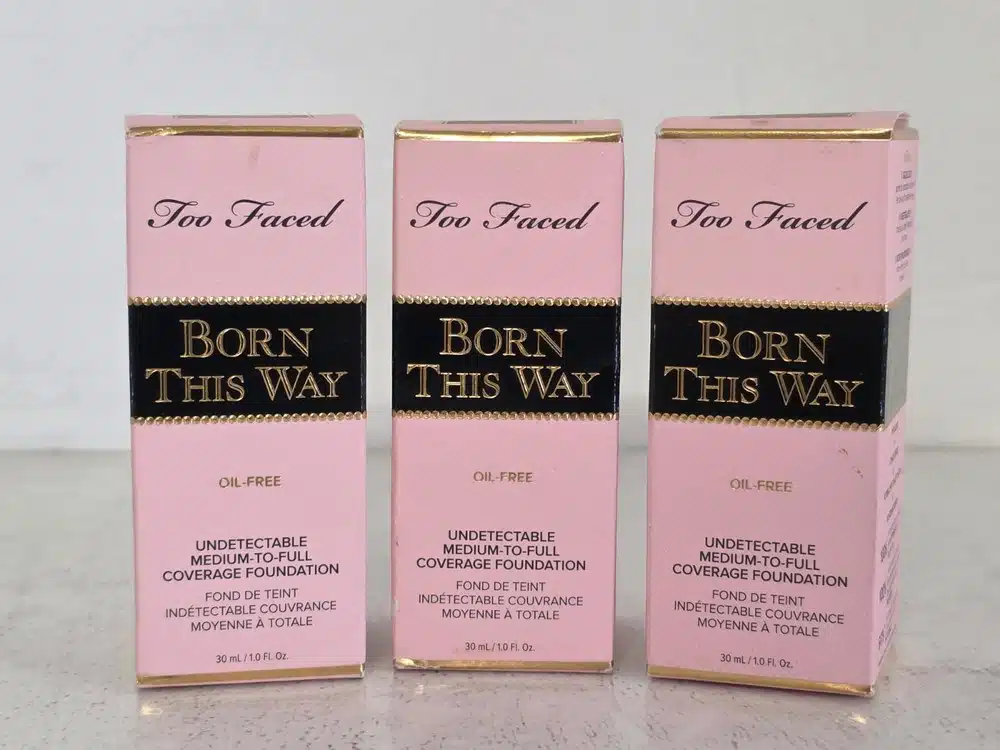 Too Faced
BORN
THIS WAY
OIL-FREE
UNDETECTABLE
MEDIUM-TO-FULL
COVERAGE FOUNDATION
FOND DE TEINT
INDÉTECTABLE COUVRANCE
MOYENNE À TOTALE
30 mL / 1.0 Fl. Oz.
Too Faced
BORN
THIS WAY
OIL-FREE
UNDETECTABLE
MEDIUM-TO-FULL
COVERAGE FOUNDATION
FOND DE TEINT
INDÉTECTABLE COUVRANCE
MOYENNE À TOTALE
30 mL / 1.0 Fl. Oz.
Too Faced
BORN
THIS WAY
OIL-FREE
UNDETECTABLE
MEDIUM-TO-FULL
COVERAGE FOUNDATION
FOND DE TEINT
INDÉTECTABLE COUVRANCE
MOYENNE À TOTALE
30 mL / 1.0 Fl. Oz.